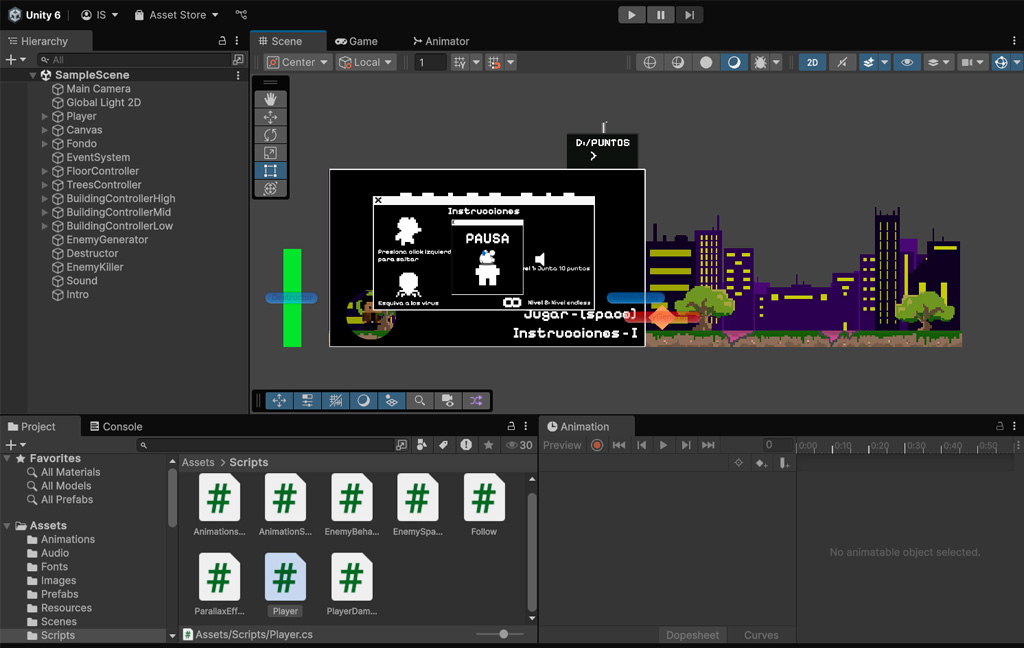 Unity 6 IS Asset Store
Hierarchy
All
SampleScene
Main Camera
Global Light 2D
Player
Canvas
Fondo
EventSystem
FloorController
TreesController
BuildingControllerHigh
BuildingControllerMid
BuildingControllerLow
EnemyGenerator
Destructor
EnemyKiller
Sound
Intro
Scene Game Animator
Center Local 1 2D
D:/PUNTOS
>
Instrucciones
PAUSA
Presiona click izquierd
para saltar
el 1: Junta 10 puntos
Esquiva a los virus
Nivel 8: Nivel endless
Jugar - (space)
Instrucciones - I
Project Console
30
Favorites
All Materials
All Models
All Prefabs
Assets
Animations
Audio
Fonts
Images
Prefabs
Resources
Scenes
Scripts
Assets > Scripts
Animations... AnimationS... EnemyBeha... EnemySpa... Follow
ParallaxEff... Player PlayerDam...
Assets/Scripts/Player.cs
Animation
Preview 0 0:00 0:10 0:20 0:30 0:40 0:50
No animatable object selected.
Dopesheet Curves